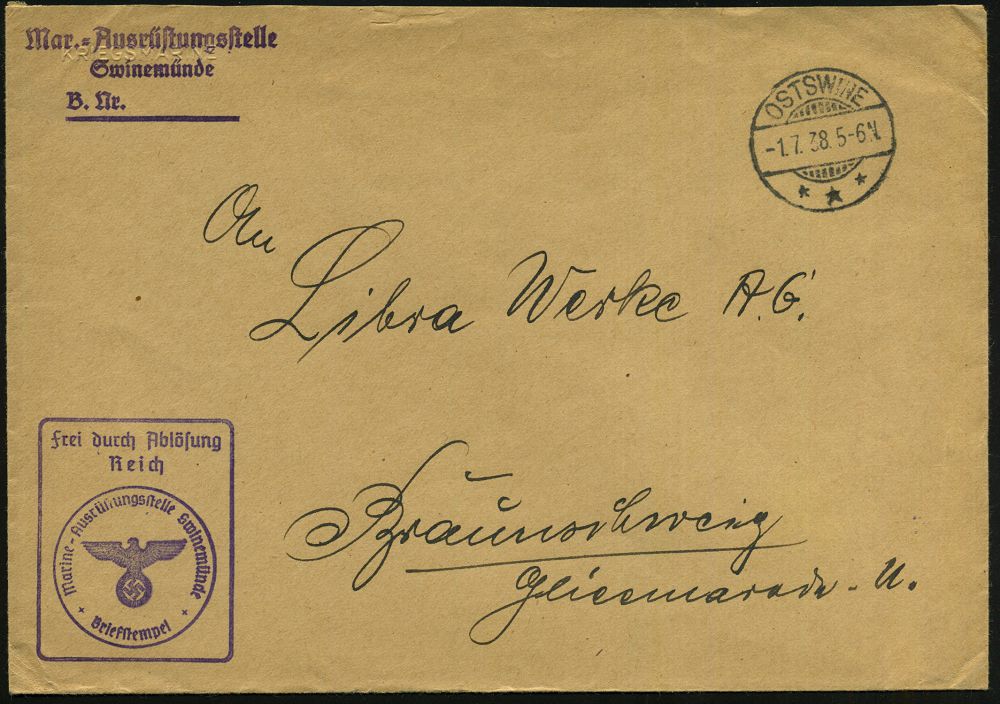 Mar.-Ausrüstungsstelle
KRIEGSMARINE
Swinemünde
B. Nr.
OSTSWINE
-1.7.38.5-6N.
An
Libra Werke A.G.
Frei durch Ablösung
Reich
Marine-Ausrüstungsstelle Swinemünde
Briefstempel
Braunschweig
Gliesmarode - U.